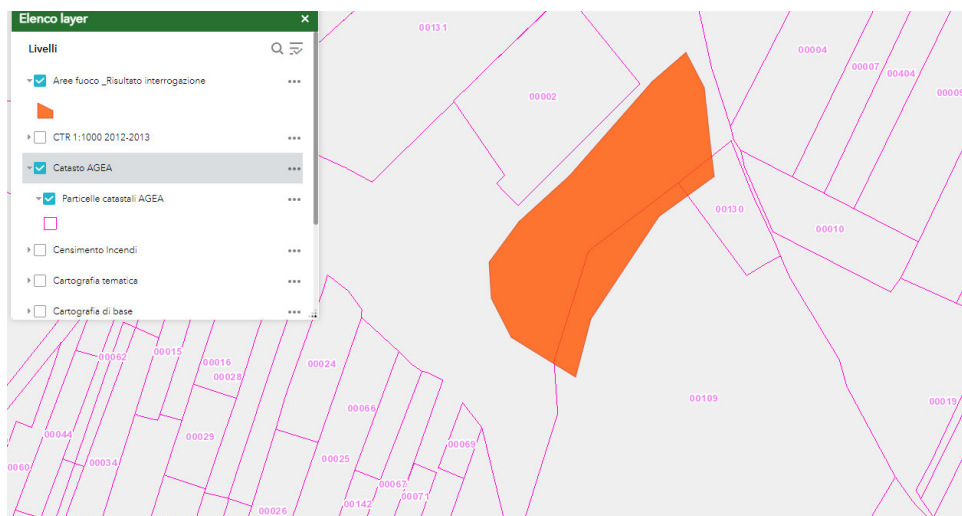 Elenco layer
Livelli
Aree fuoco _Risultato interrogazione
CTR 1:1000 2012-2013
Catasto AGEA
Particelle catastali AGEA
Censimento Incendi
Cartografia tematica
Cartografia di base
00131
00002
00004
00007
00404
00130
00010
00109
00019
00015
00062
00016
00028
00024
00066
00044
00029
00069
00034
00025
00067
00071
00142
00026